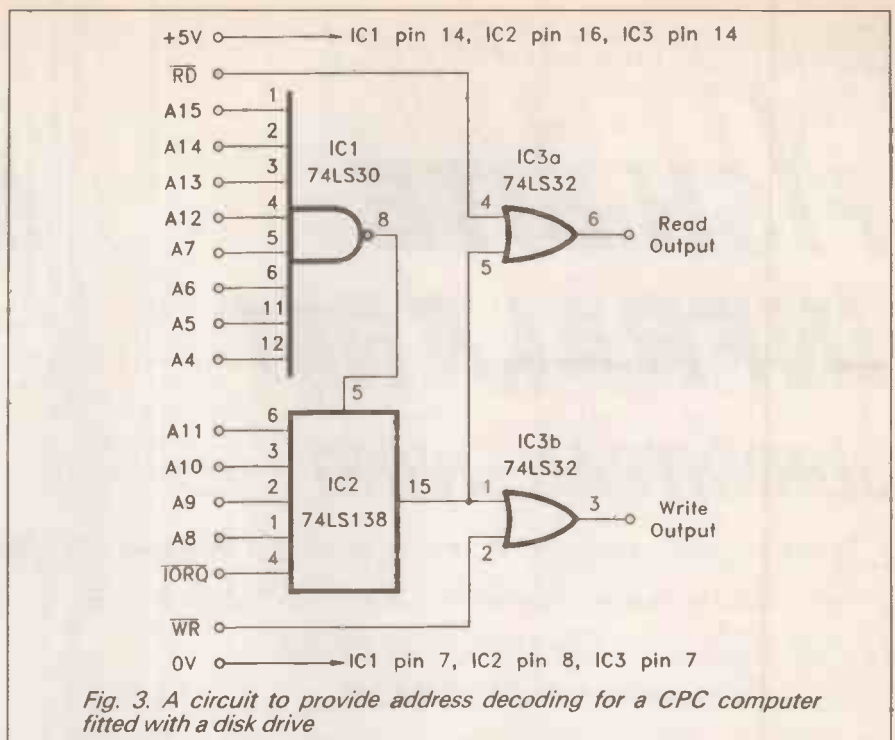 +5V IC1 pin 14, IC2 pin 16, IC3 pin 14
RD
A15 1
A14 2
A13 3
A12 4
A7 5
A6 6
A5 11
A4 12
IC1
74LS30
8
IC3a
74LS32
4
5
6
Read
Output
5
A11 6
A10 3
A9 2
A8 1
IORQ 4
IC2
74LS138
15
IC3b
74LS32
1
2
3
Write
Output
WR
0V IC1 pin 7, IC2 pin 8, IC3 pin 7
Fig. 3. A circuit to provide address decoding for a CPC computer
fitted with a disk drive